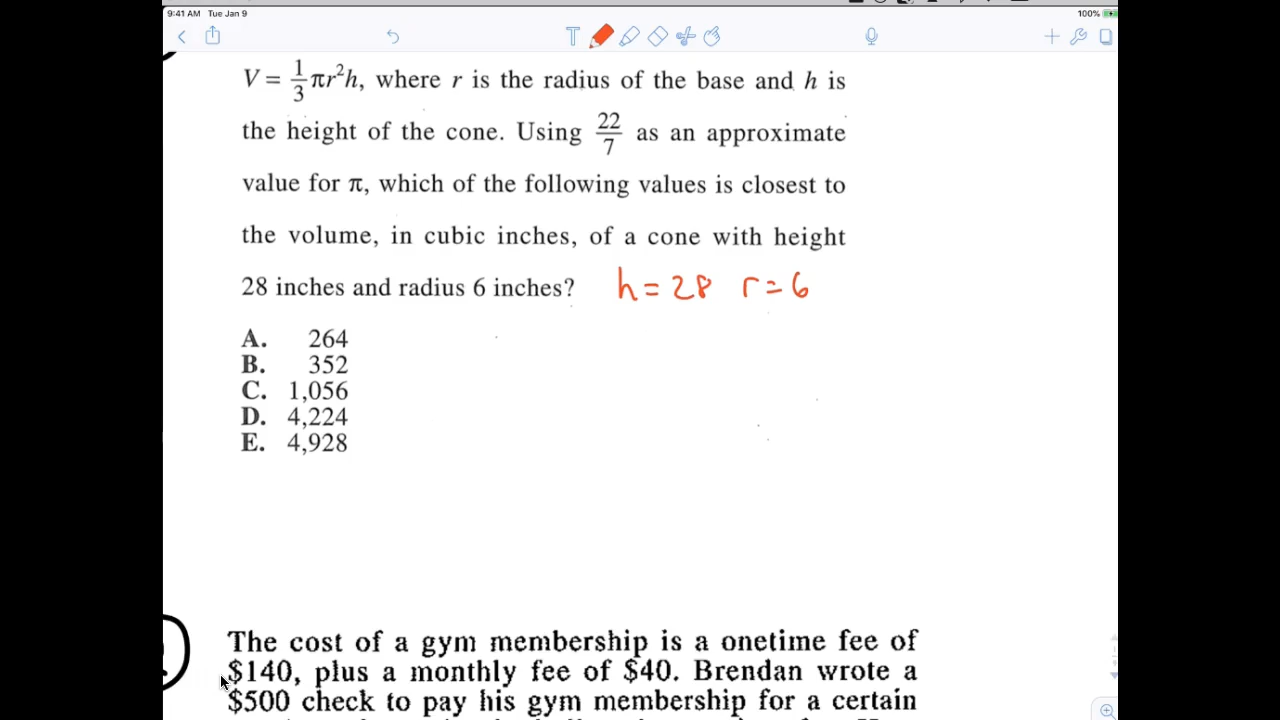 9:41 AM Tue Jan 9
100%
V = 1/3 πr²h, where r is the radius of the base and h is
the height of the cone. Using 22/7 as an approximate
value for π, which of the following values is closest to
the volume, in cubic inches, of a cone with height
28 inches and radius 6 inches? h = 28 r = 6
A. 264
B. 352
C. 1,056
D. 4,224
E. 4,928
The cost of a gym membership is a onetime fee of
$140, plus a monthly fee of $40. Brendan wrote a
$500 check to pay his gym membership for a certain